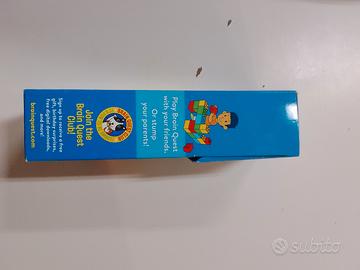 Play Brain Quest
with your friends.
Or stump
your parents!
Join the
Brain Quest
Club!
Sign up to receive a free
gift, birthday surprises,
free digital downloads,
and more!
brainquest.com
subito